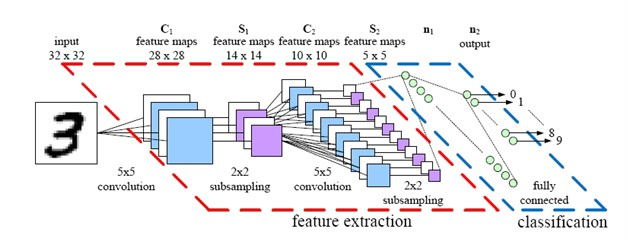 C₁ S₁ C₂ S₂ n₁ n₂
input feature maps feature maps feature maps feature maps output
32 x 32 28 x 28 14 x 14 10 x 10 5 x 5
3
0
1
8
9
5x5 2x2 5x5 2x2 fully
convolution subsampling convolution subsampling connected
feature extraction classification